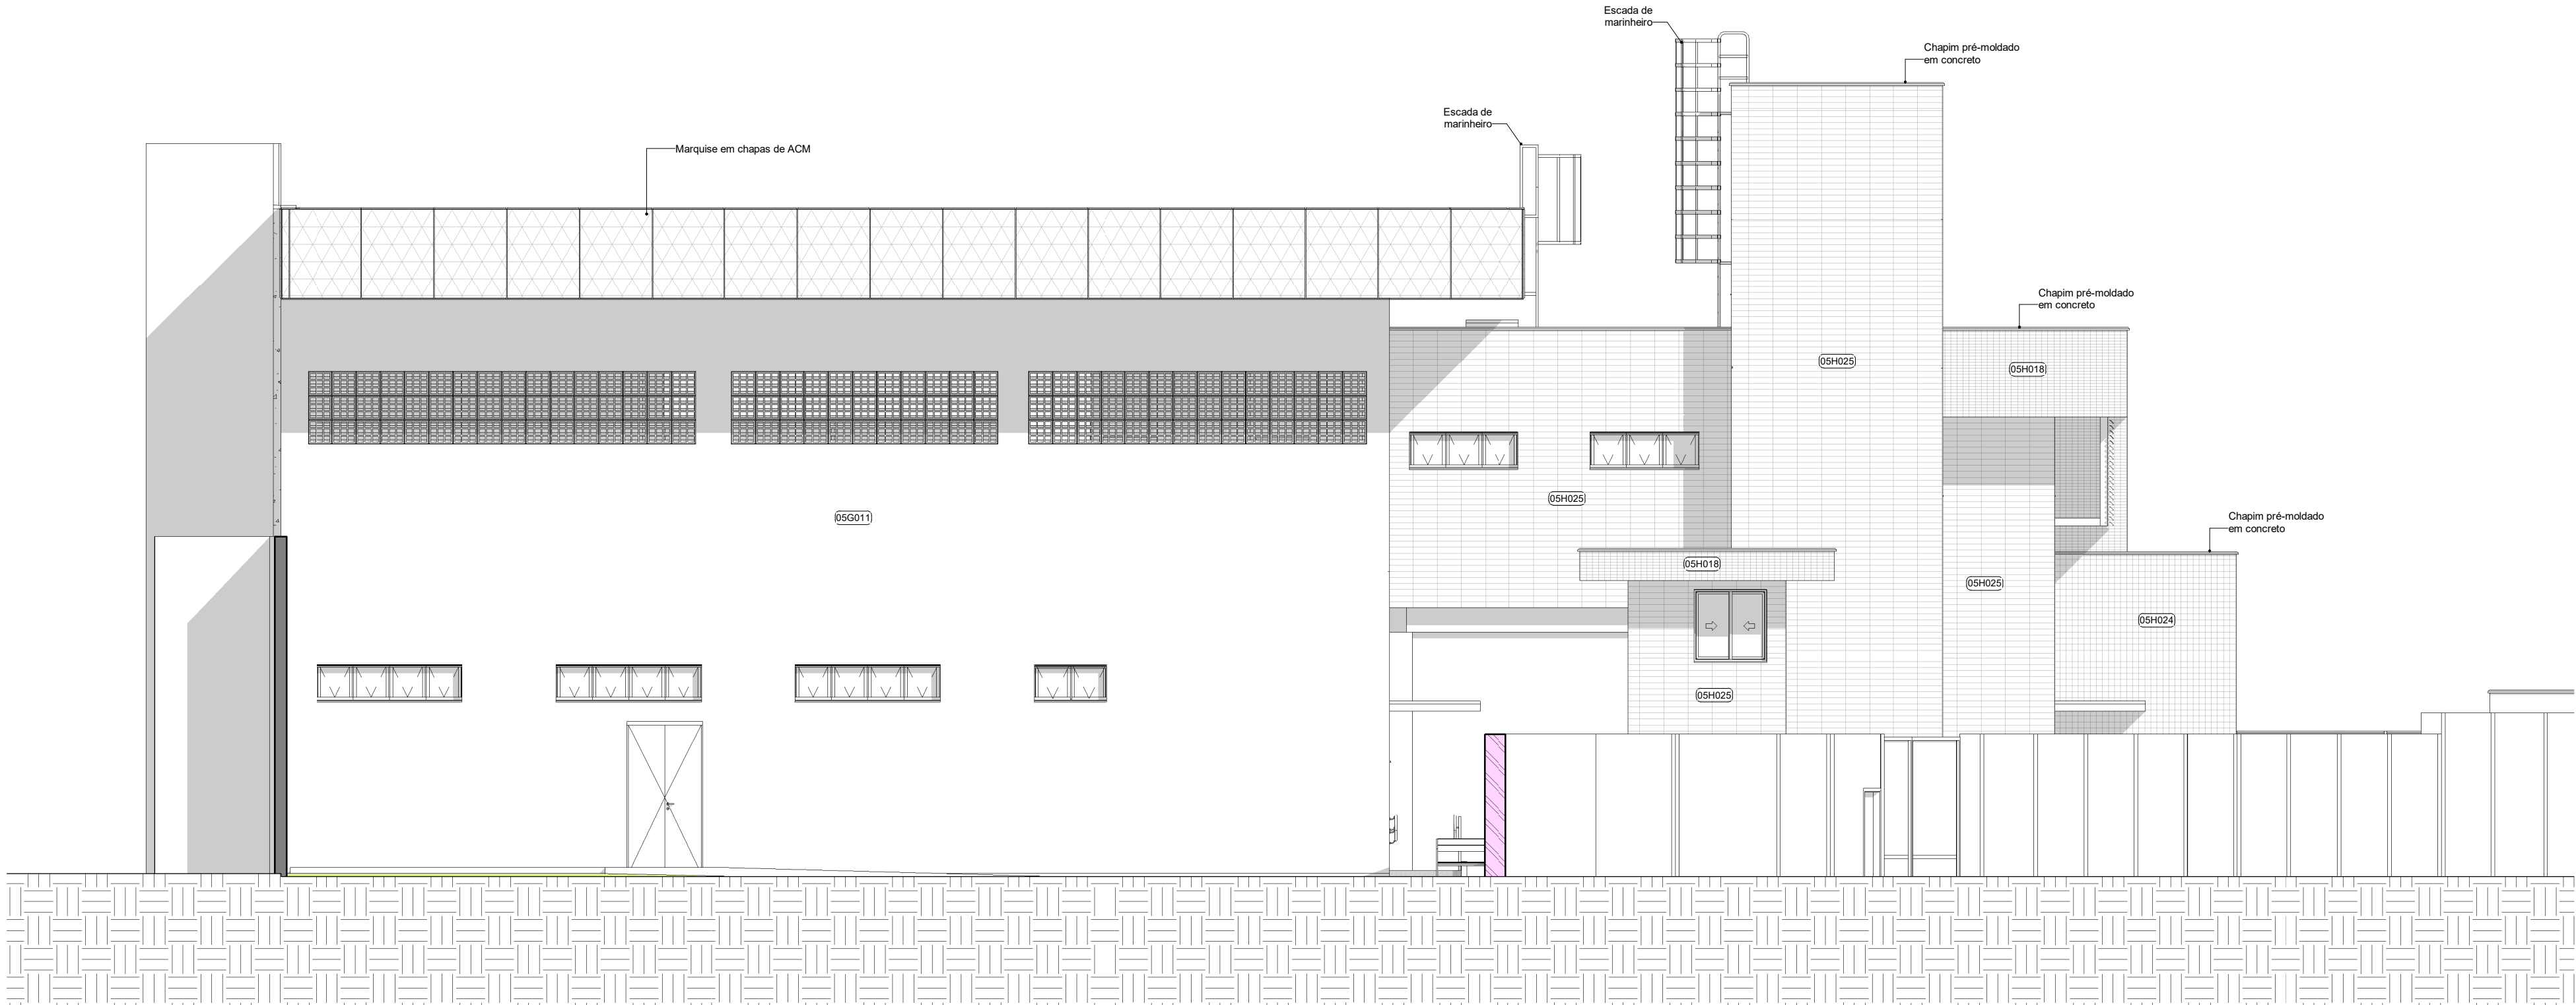 Escada de
marinheiro
Chapim pré-moldado
em concreto
Escada de
marinheiro
Marquise em chapas de ACM
Chapim pré-moldado
em concreto
05H025
05H018
05H025
05G011
Chapim pré-moldado
em concreto
05H018
05H025
05H024
05H025